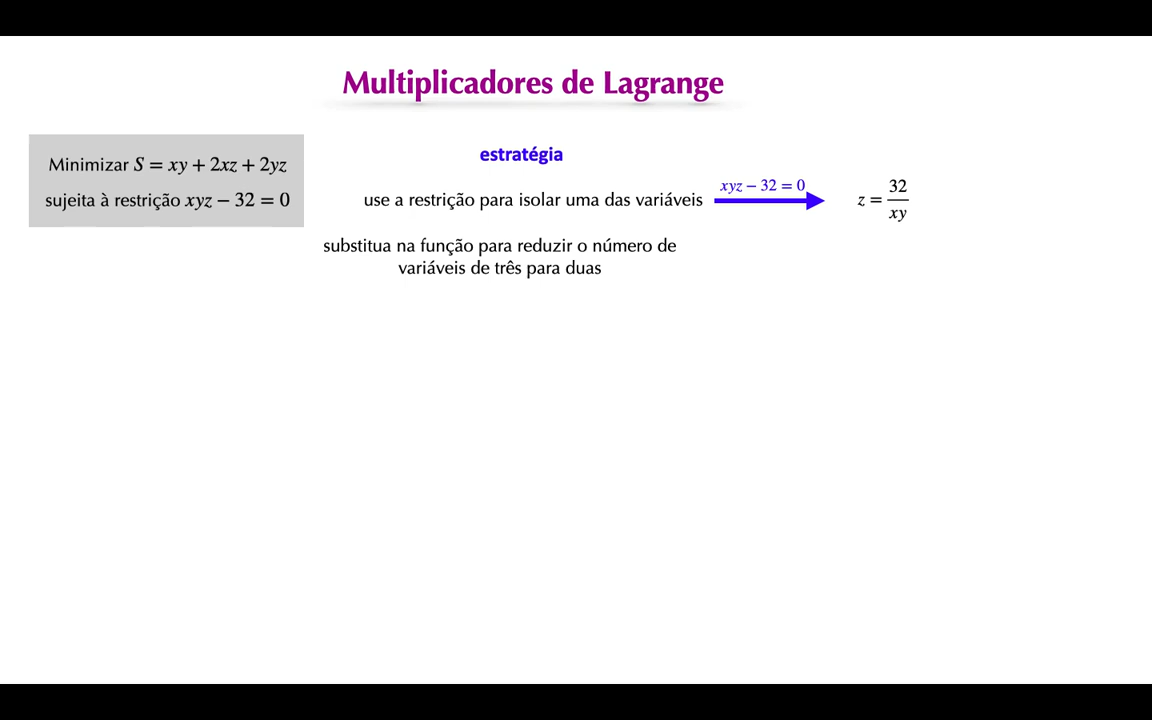 Multiplicadores de Lagrange
Minimizar S = xy + 2xz + 2yz
sujeita à restrição xyz − 32 = 0
estratégia
use a restrição para isolar uma das variáveis
xyz − 32 = 0
z = 32/xy
substitua na função para reduzir o número de
variáveis de três para duas